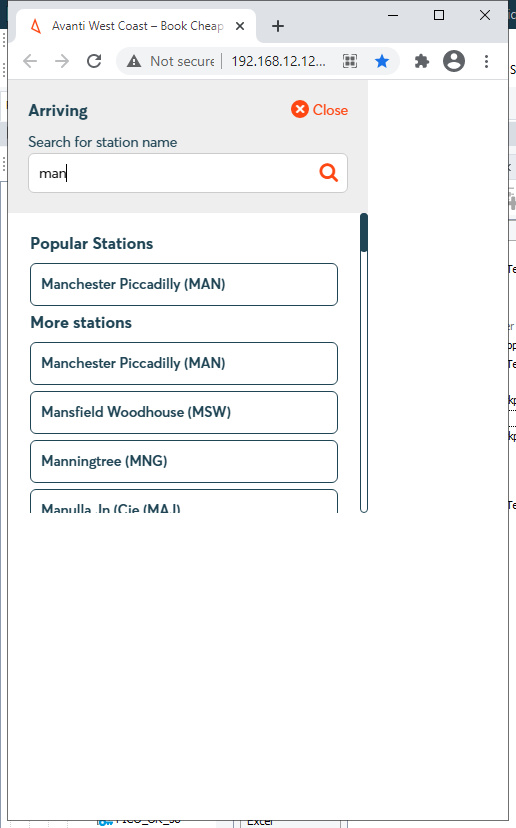 Avanti West Coast – Book Cheap
Not secure
192.168.12.12...
Arriving
Close
Search for station name
man
Popular Stations
Manchester Piccadilly (MAN)
More stations
Manchester Piccadilly (MAN)
Mansfield Woodhouse (MSW)
Manningtree (MNG)
Manulla Jn (Cie (MAJ)
Excel